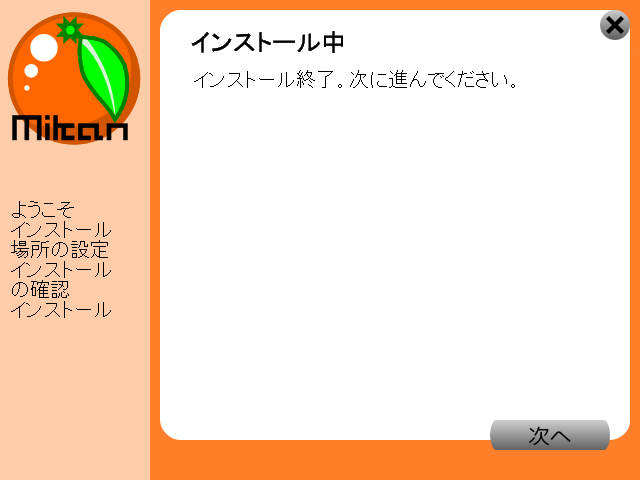 Mikan
ようこそ
インストール
場所の設定
インストール
の確認
インストール
インストール中
インストール終了。次に進んでください。
次へ